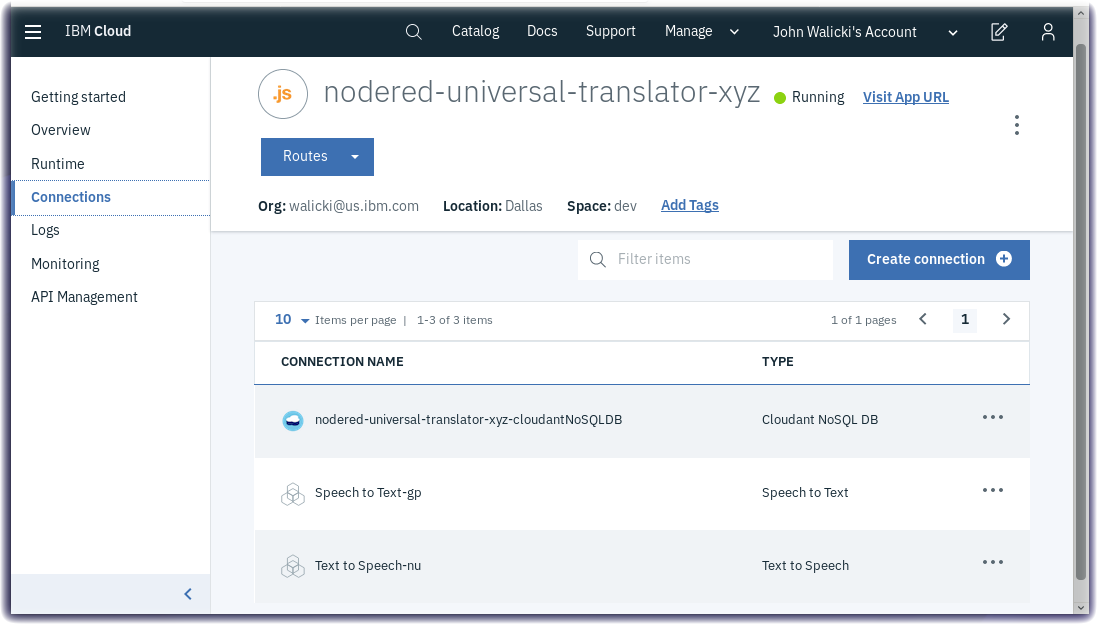 IBM Cloud
Catalog
Docs
Support
Manage
John Walicki's Account
Getting started
Overview
Runtime
Connections
Logs
Monitoring
API Management
.js
nodered-universal-translator-xyz
Running
Visit App URL
Routes
Org: walicki@us.ibm.com
Location: Dallas
Space: dev
Add Tags
Filter items
Create connection
10 Items per page | 1-3 of 3 items
1 of 1 pages
1
CONNECTION NAME
TYPE
nodered-universal-translator-xyz-cloudantNoSQLDB
Cloudant NoSQL DB
Speech to Text-gp
Speech to Text
Text to Speech-nu
Text to Speech